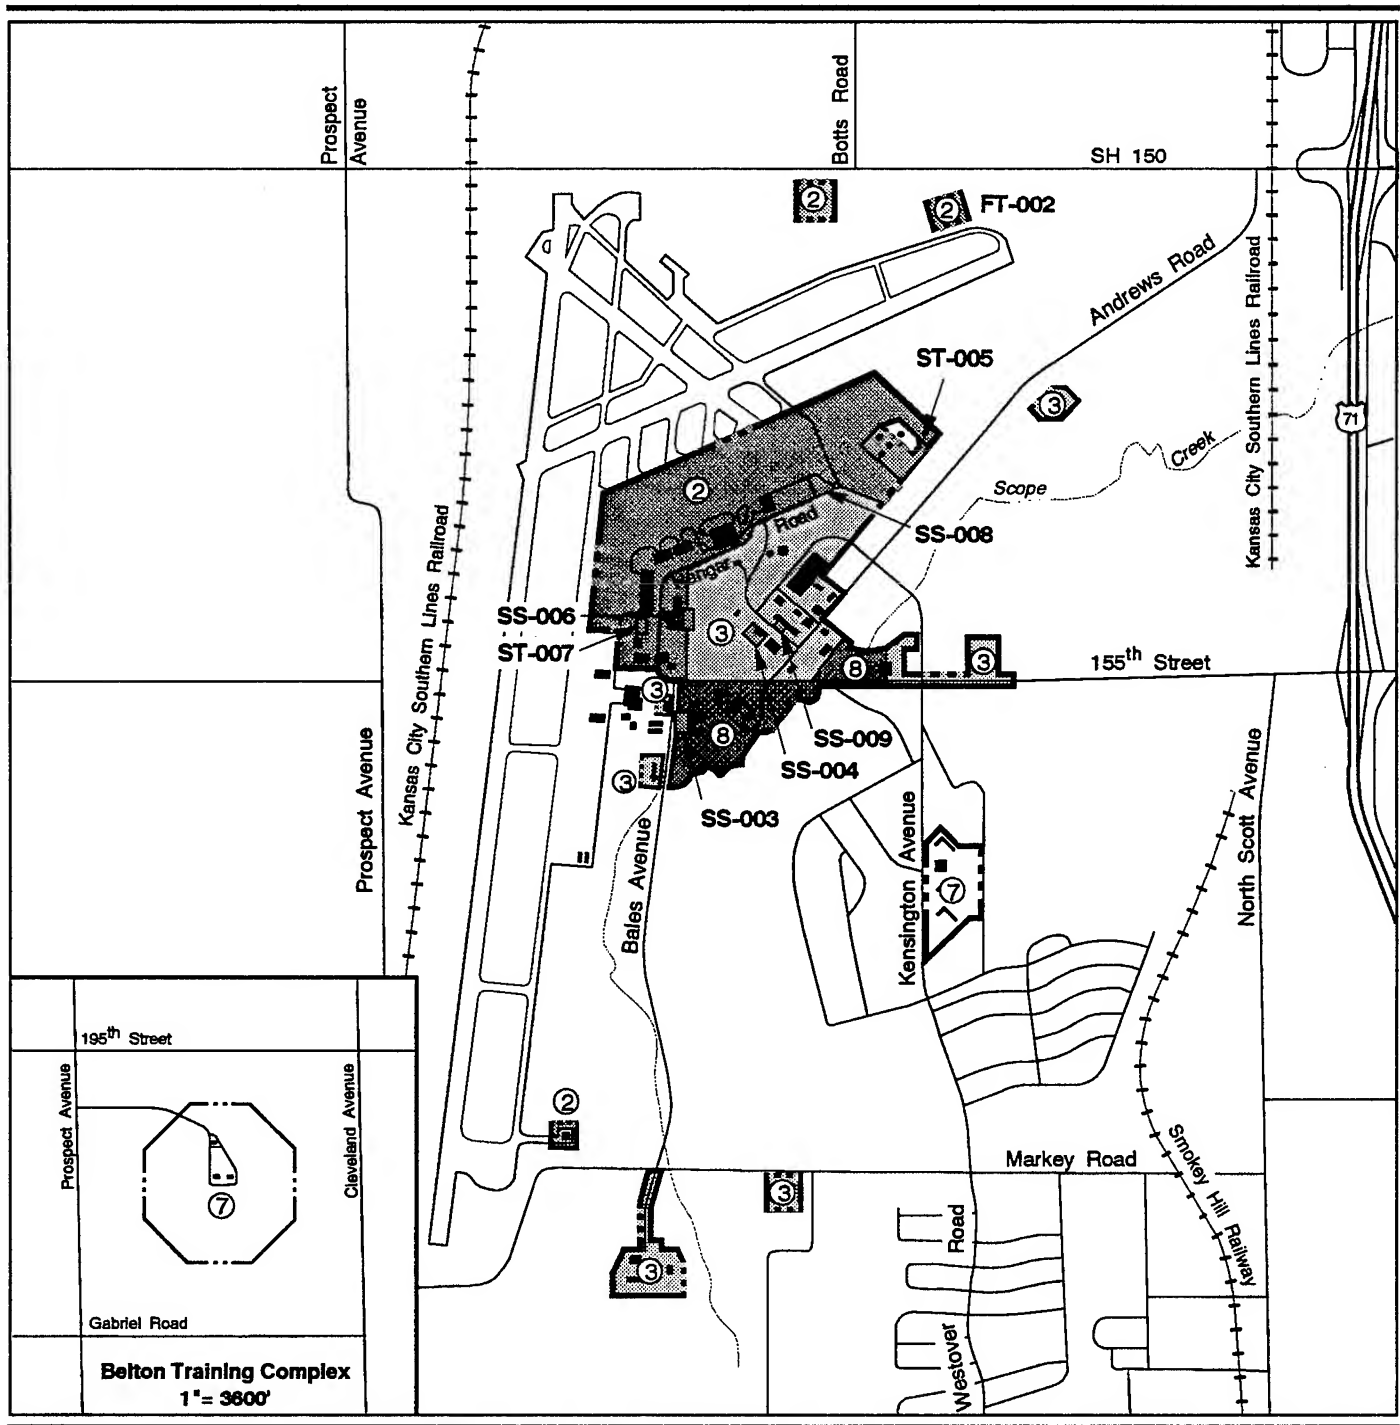 Prospect
Avenue
Botts Road
SH 150
②
②
FT-002
Andrews Road
Kansas City Southern Lines Railroad
ST-005
③
71
Creek
Scope
②
Road
SS-008
Hangar
Kansas City Southern Lines Railroad
SS-006
③
ST-007
⑧
③
155th Street
③
⑧
SS-009
SS-004
③
SS-003
Prospect Avenue
Bales Avenue
Kensington Avenue
⑦
North Scott Avenue
195th Street
Prospect Avenue
Cleveland Avenue
⑦
Gabriel Road
Belton Training Complex
1"= 3600'
②
Markey Road
Smokey Hill Railway
③
③
Westover Road